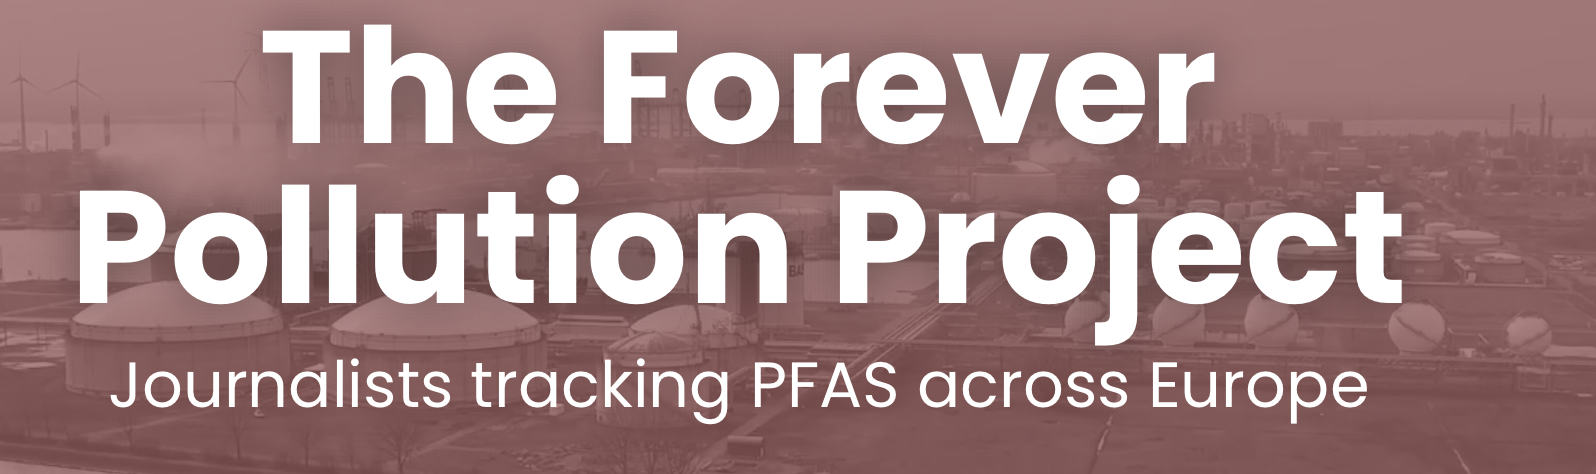 The Forever
Pollution Project
Journalists tracking PFAS across Europe